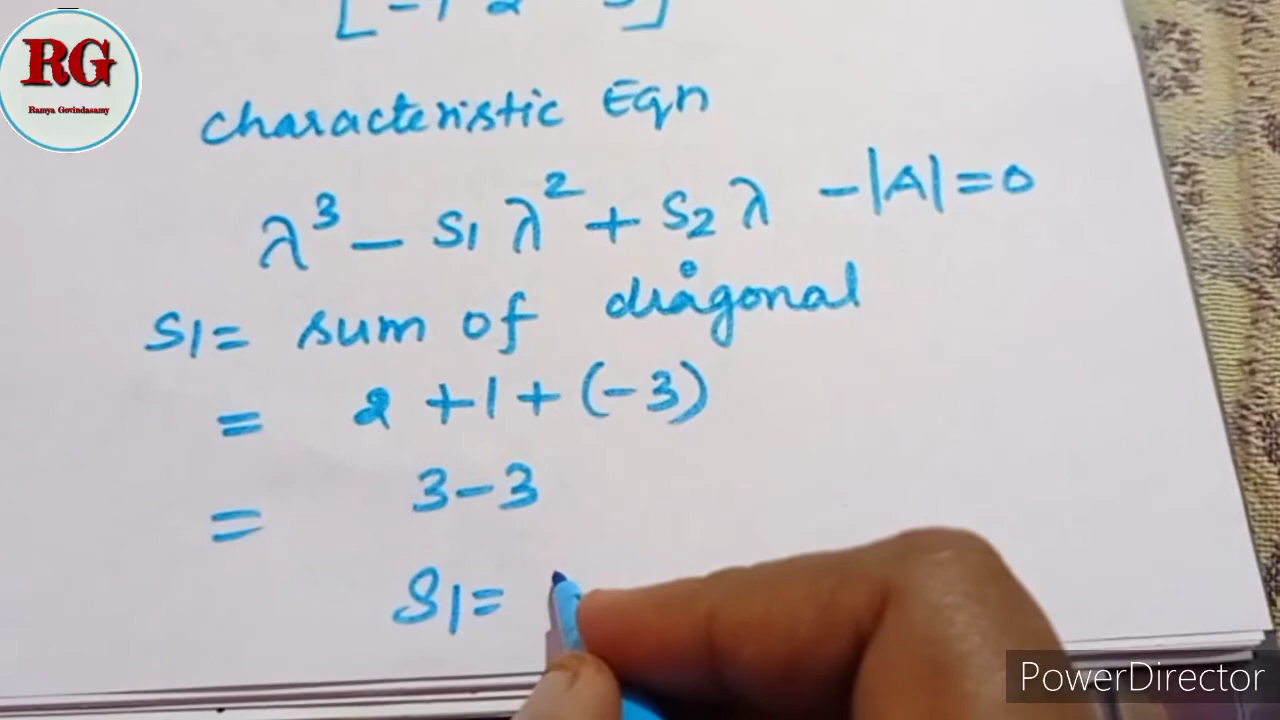 RG
Ramya Govindasamy
characteristic Eqn
λ³ - S₁ λ² + S₂ λ - |A| = 0
S₁ = sum of diagonal
= 2 + 1 + (-3)
= 3 - 3
S₁ =
PowerDirector